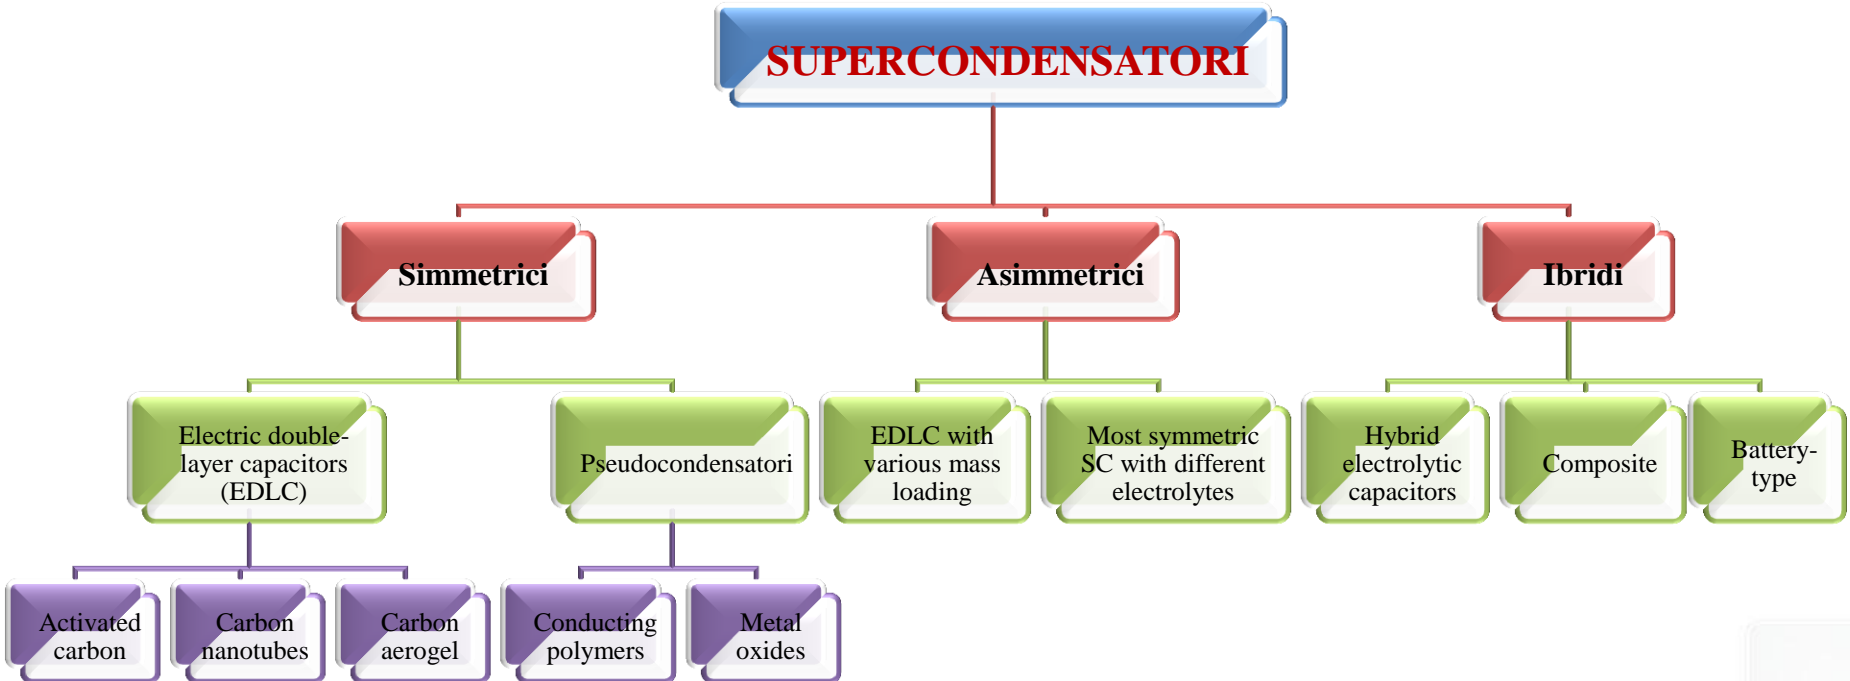 SUPERCONDENSATORI
Simmetrici
Asimmetrici
Ibridi
Electric double-
layer capacitors
(EDLC)
Pseudocondensatori
EDLC with
various mass
loading
Most symmetric
SC with different
electrolytes
Hybrid
electrolytic
capacitors
Composite
Battery-
type
Activated
carbon
Carbon
nanotubes
Carbon
aerogel
Conducting
polymers
Metal
oxides